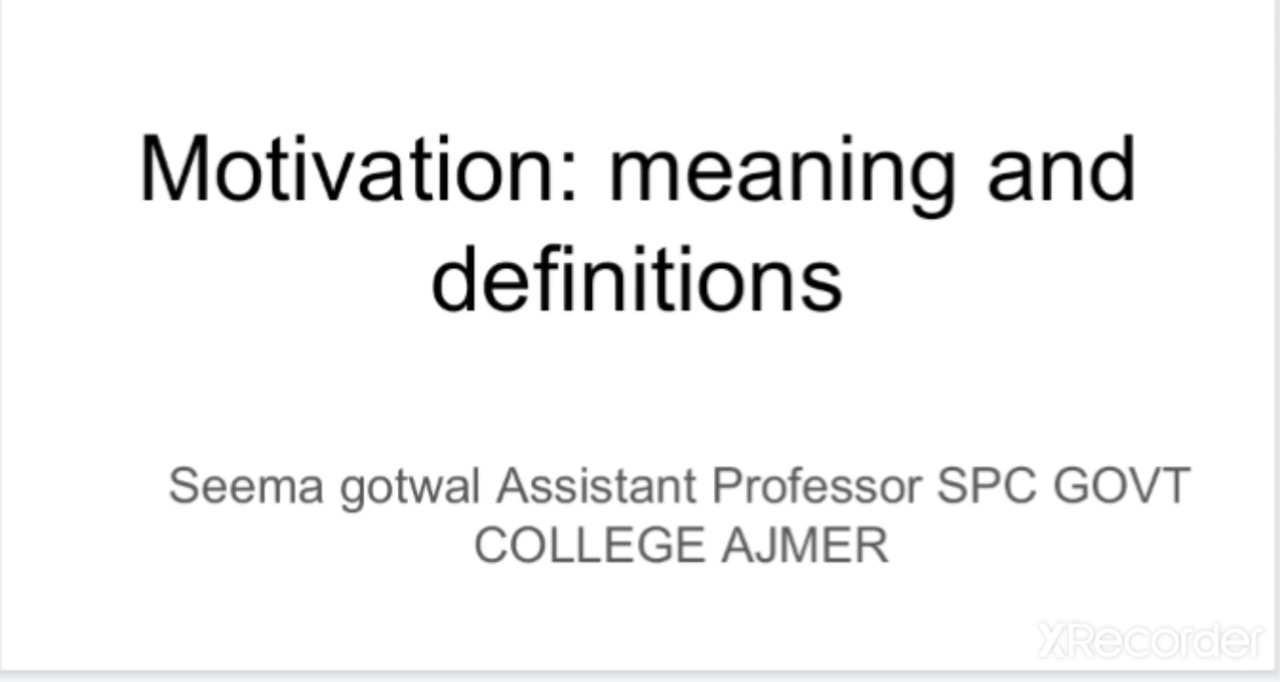 Motivation: meaning and
definitions
Seema gotwal Assistant Professor SPC GOVT
COLLEGE AJMER
XRecorder